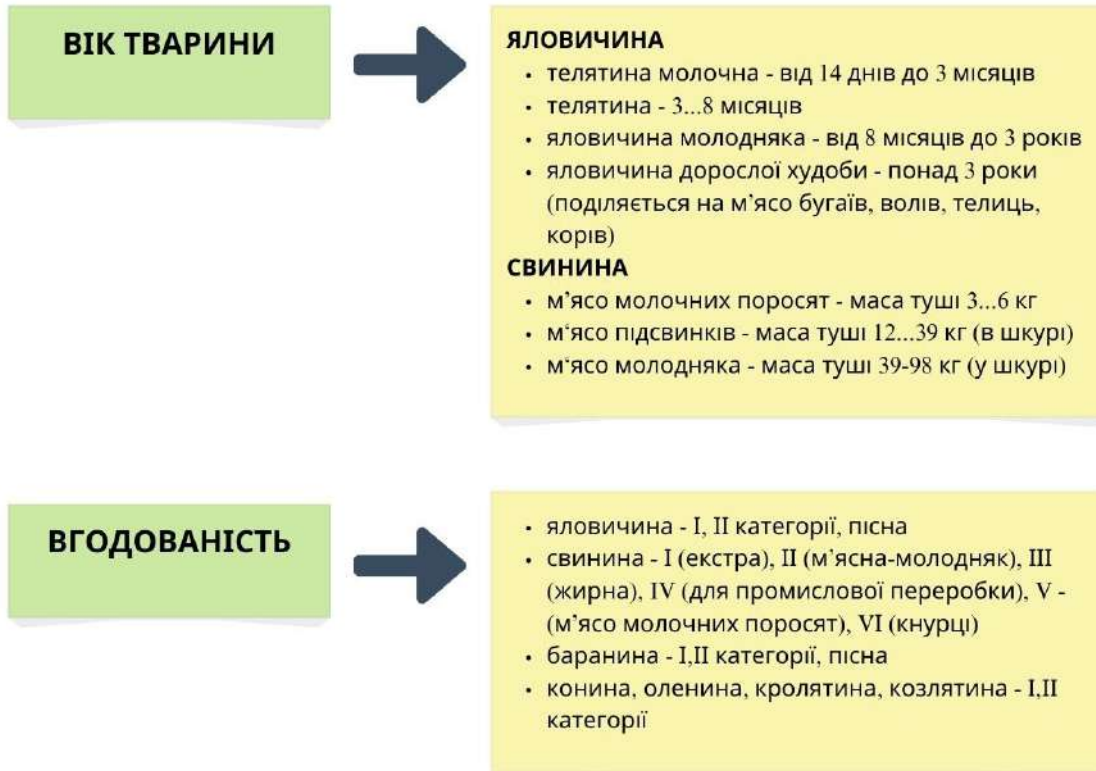 ВІК ТВАРИНИ
ЯЛОВИЧИНА
• телятина молочна - від 14 днів до 3 місяців
• телятина - 3...8 місяців
• яловичина молодняка - від 8 місяців до 3 років
• яловичина дорослої худоби - понад 3 роки
(поділяється на м’ясо бугаїв, волів, телиць,
корів)
СВИНИНА
• м’ясо молочних поросят - маса туші 3...6 кг
• м‘ясо підсвинків - маса туші 12...39 кг (в шкурі)
• м‘ясо молодняка - маса туші 39-98 кг (у шкурі)
ВГОДОВАНІСТЬ
• яловичина - I, II категорії, пісна
• свинина - I (екстра), II (м’ясна-молодняк), III
(жирна), IV (для промислової переробки), V -
(м’ясо молочних поросят), VI (кнурці)
• баранина - I,II категорії, пісна
• конина, оленина, кролятина, козлятина - I,II
категорії